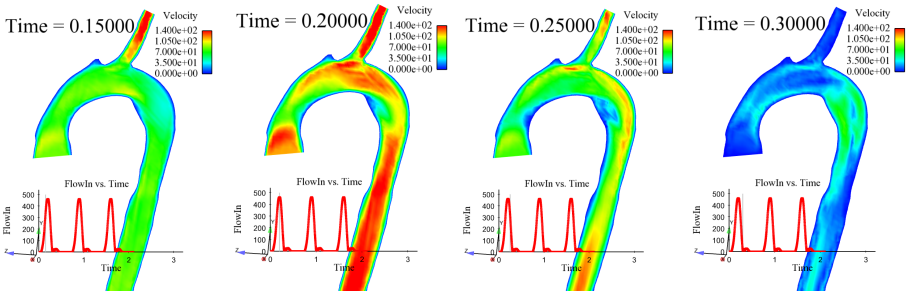 Time = 0.15000
Velocity
1.400e+02
1.050e+02
7.000e+01
3.500e+01
0.000e+00
FlowIn vs. Time
FlowIn
500
400
300
200
100
0
Y
Z
X
0
1
2
3
Time
Time = 0.20000
Velocity
1.400e+02
1.050e+02
7.000e+01
3.500e+01
0.000e+00
FlowIn vs. Time
FlowIn
500
400
300
200
100
0
Y
Z
0
1
2
3
Time
Time = 0.25000
Velocity
1.400e+02
1.050e+02
7.000e+01
3.500e+01
0.000e+00
FlowIn vs. Time
FlowIn
500
400
300
200
100
0
Y
Z
0
1
2
3
Time
Time = 0.30000
Velocity
1.400e+02
1.050e+02
7.000e+01
3.500e+01
0.000e+00
FlowIn vs. Time
FlowIn
500
400
300
200
100
0
Y
Z
0
1
2
3
Time